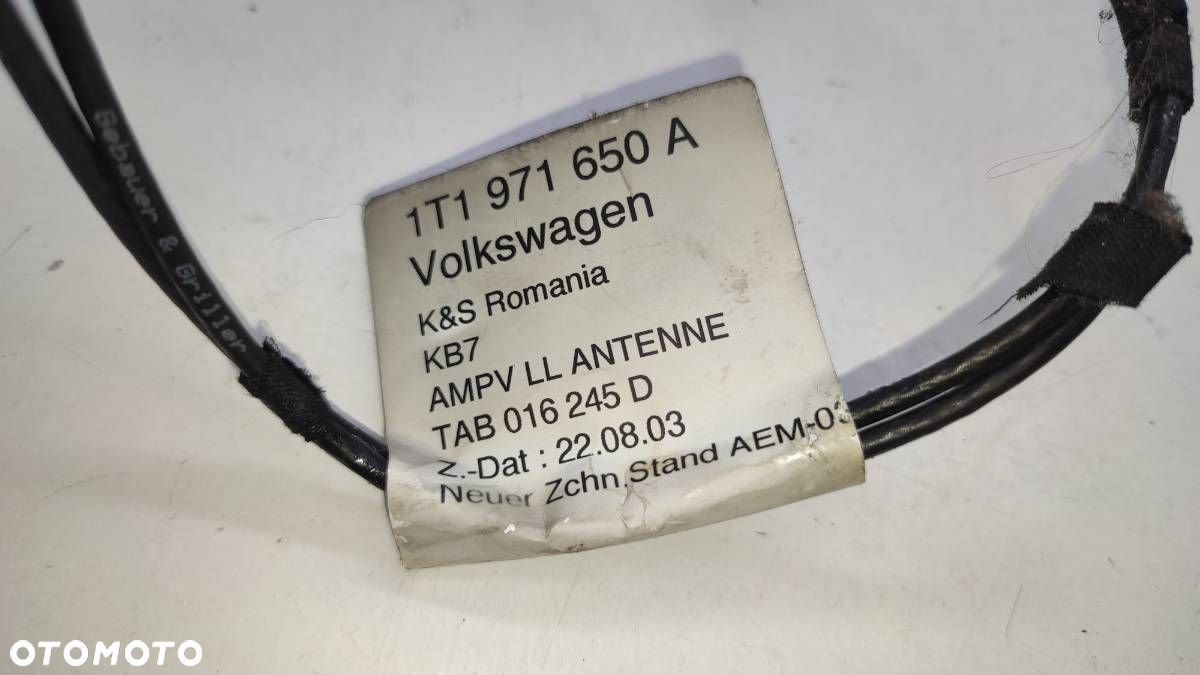 Gebauer & Griller
1T1 971 650 A
Volkswagen
K&S Romania
KB7
AMPV LL ANTENNE
TAB 016 245 D
Z.-Dat : 22.08.03
Neuer Zchn.Stand AEM-03
OTOMOTO